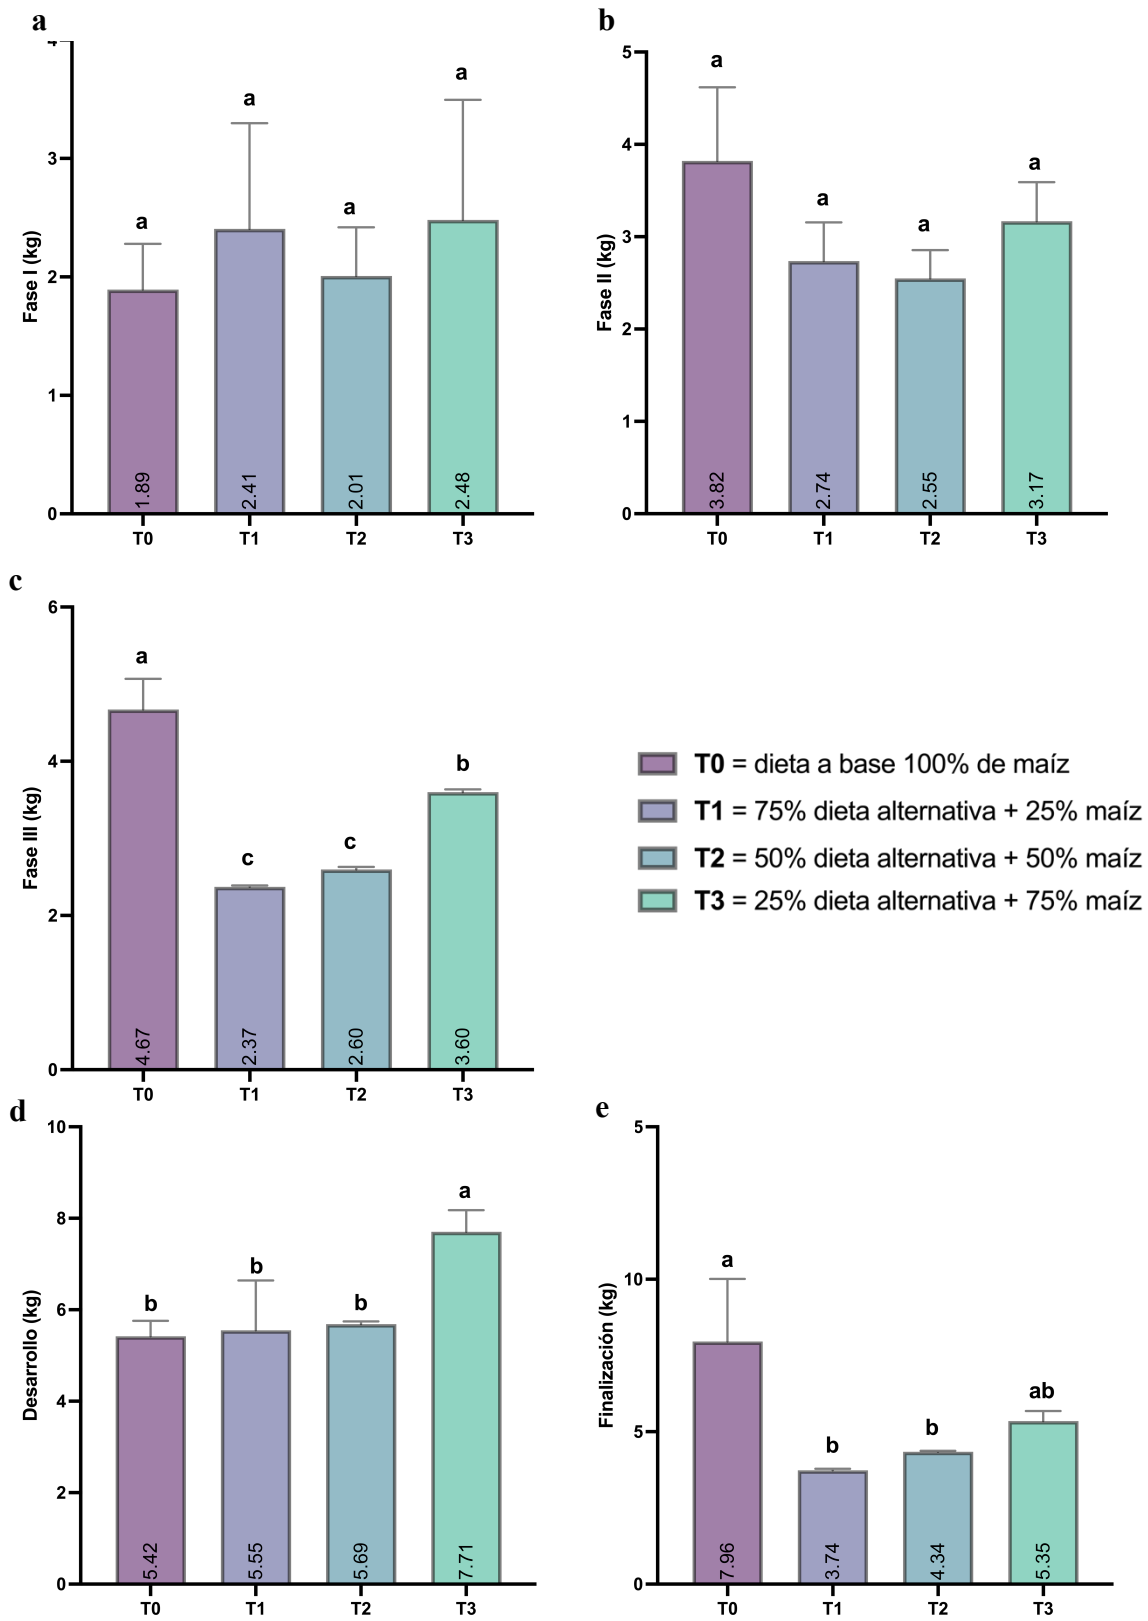 a
4
3
2
1
0
Fase I (kg)
a
a
a
a
1.89
2.41
2.01
2.48
T0
T1
T2
T3
b
5
4
3
2
1
0
Fase II (kg)
a
a
a
a
3.82
2.74
2.55
3.17
T0
T1
T2
T3
c
6
4
2
0
Fase III (kg)
a
c
c
b
4.67
2.37
2.60
3.60
T0
T1
T2
T3
T0 = dieta a base 100% de maíz
T1 = 75% dieta alternativa + 25% maíz
T2 = 50% dieta alternativa + 50% maíz
T3 = 25% dieta alternativa + 75% maíz
d
10
8
6
4
2
0
Desarrollo (kg)
b
b
b
a
5.42
5.55
5.69
7.71
T0
T1
T2
T3
e
5
10
5
0
Finalización (kg)
a
b
b
ab
7.96
3.74
4.34
5.35
T0
T1
T2
T3